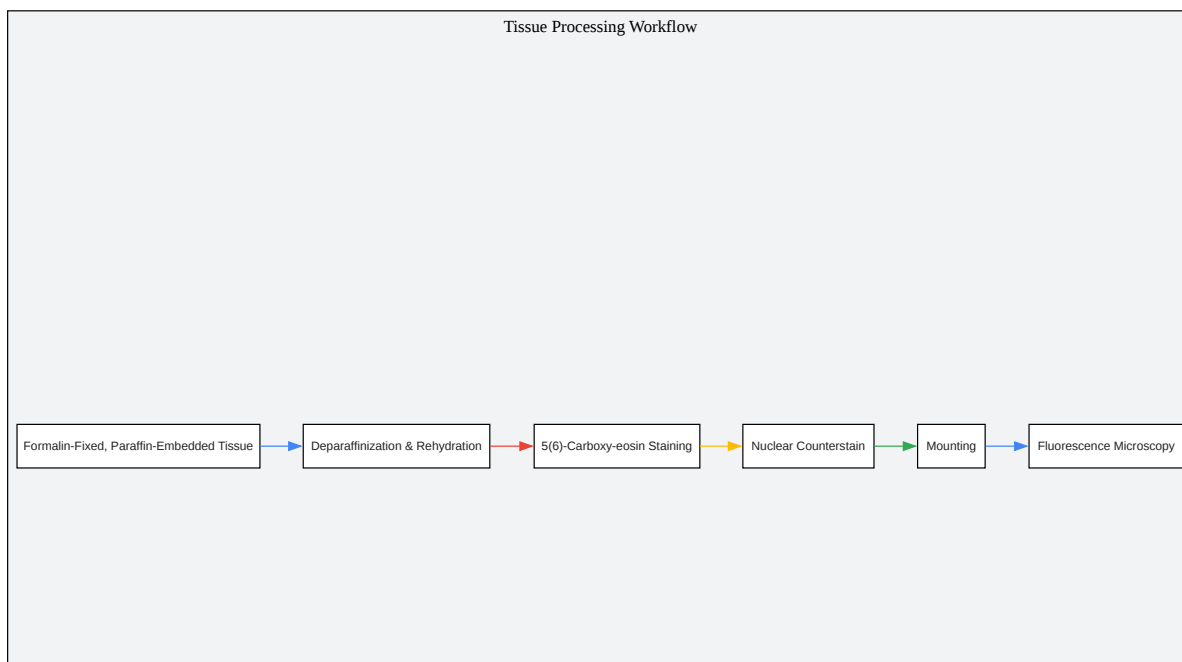 Tissue Processing Workflow
Formalin-Fixed, Paraffin-Embedded Tissue
Deparaffinization & Rehydration
5(6)-Carboxy-eosin Staining
Nuclear Counterstain
Mounting
Fluorescence Microscopy